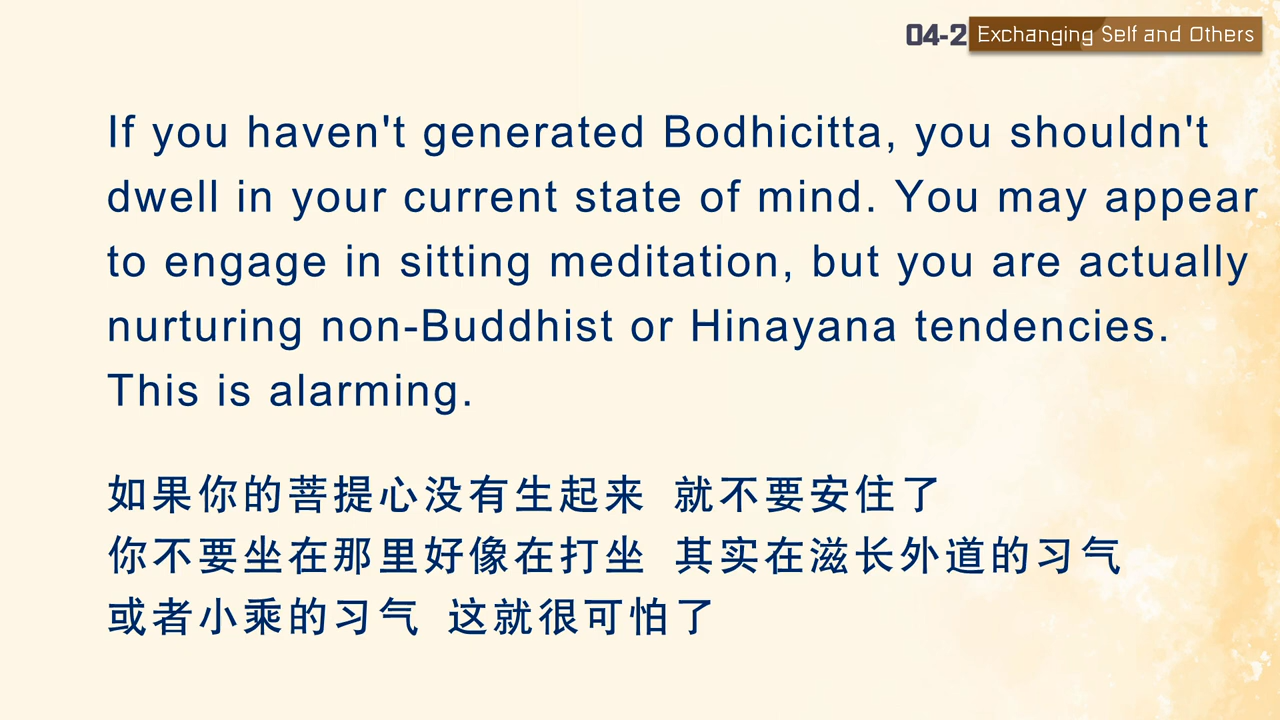 04-2 Exchanging Self and Others
If you haven't generated Bodhicitta, you shouldn't
dwell in your current state of mind. You may appear
to engage in sitting meditation, but you are actually
nurturing non-Buddhist or Hinayana tendencies.
This is alarming.
如果你的菩提心没有生起来 就不要安住了
你不要坐在那里好像在打坐 其实在滋长外道的习气
或者小乘的习气 这就很可怕了